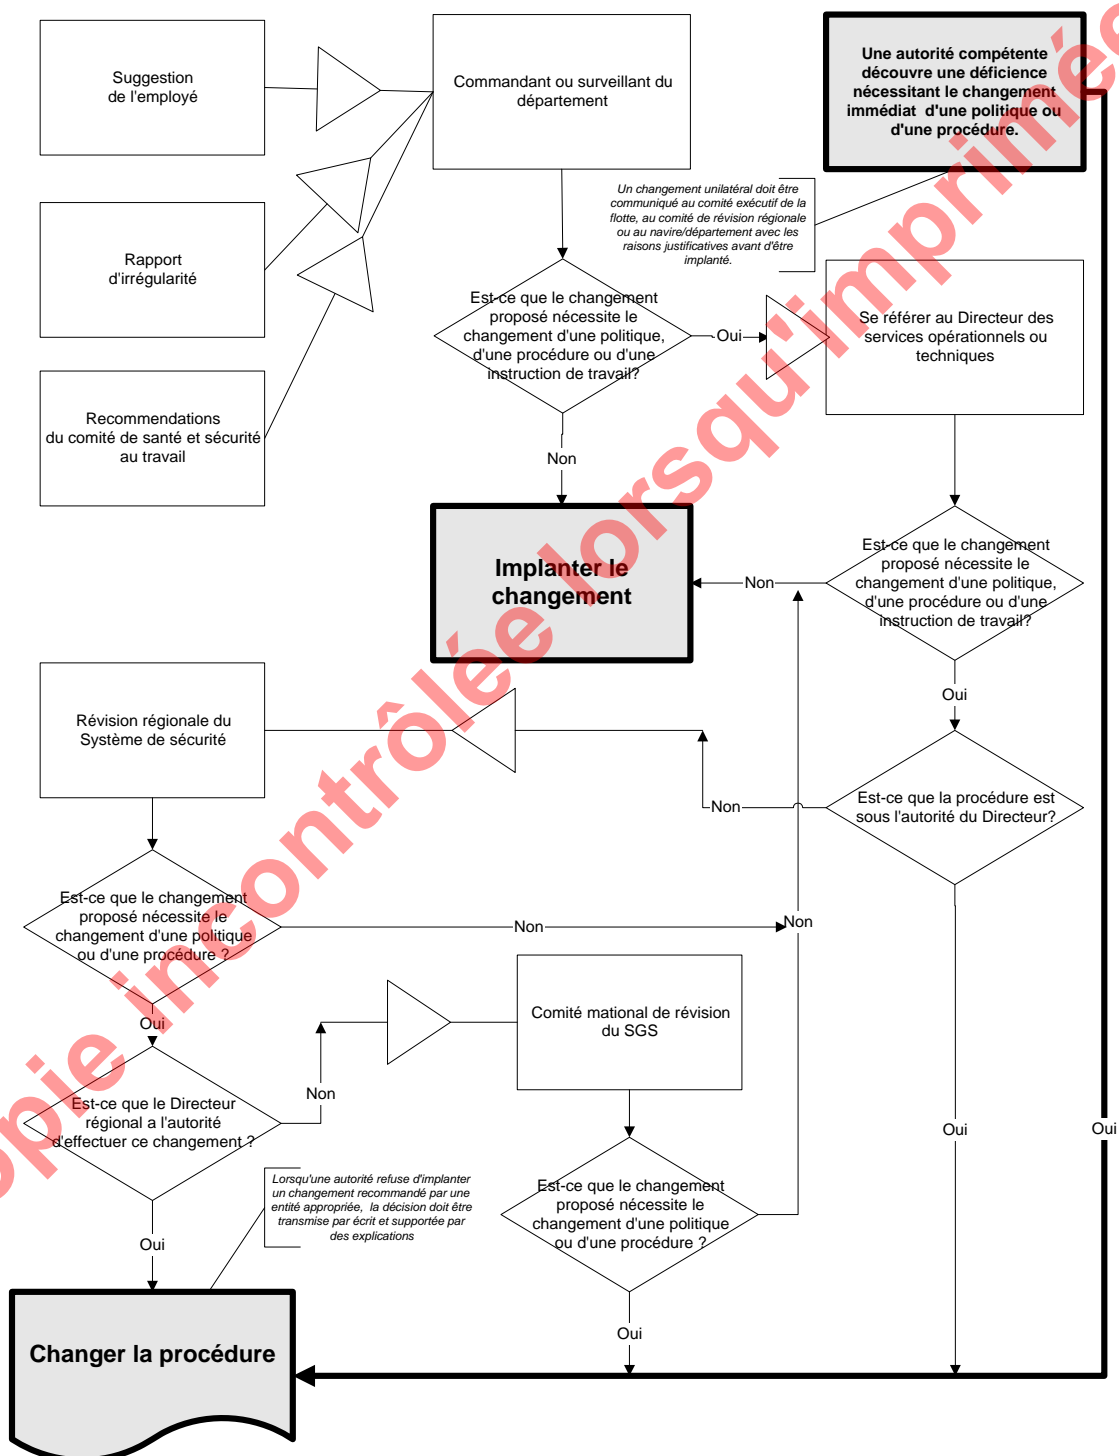 Suggestion
de l'employé
Commandant ou surveillant du
département
Une autorité compétente
découvre une déficience
nécessitant le changement
immédiat d'une politique ou
d'une procédure.
Un changement unilatéral doit être
communiqué au comité exécutif de la
flotte, au comité de révision régionale
ou au navire/département avec les
raisons justificatives avant d'être
implanté.
Rapport
d'irrégularité
Est-ce que le changement
proposé nécessite le
changement d'une politique,
d'une procédure ou d'une
instruction de travail?
Oui
Se référer au Directeur des
services opérationnels ou
techniques
Recommendations
du comité de santé et sécurité
au travail
Non
Implanter le
changement
Non
Est-ce que le changement
proposé nécessite le
changement d'une politique,
d'une procédure ou d'une
instruction de travail?
Oui
Révision régionale du
Système de sécurité
Non
Est-ce que la procédure est
sous l'autorité du Directeur?
Est-ce que le changement
proposé nécessite le
changement d'une politique
ou d'une procédure ?
Non
Non
Oui
Comité mational de révision
du SGS
Non
Est-ce que le Directeur
régional a l'autorité
d'effectuer ce changement ?
Oui
Oui
Lorsqu'une autorité refuse d'implanter
un changement recommandé par une
entité appropriée, la décision doit être
transmise par écrit et supportée par
des explications
Est-ce que le changement
proposé nécessite le
changement d'une politique
ou d'une procédure ?
Oui
Oui
Changer la procédure
opie incontrôlée lorsqu'imprimée